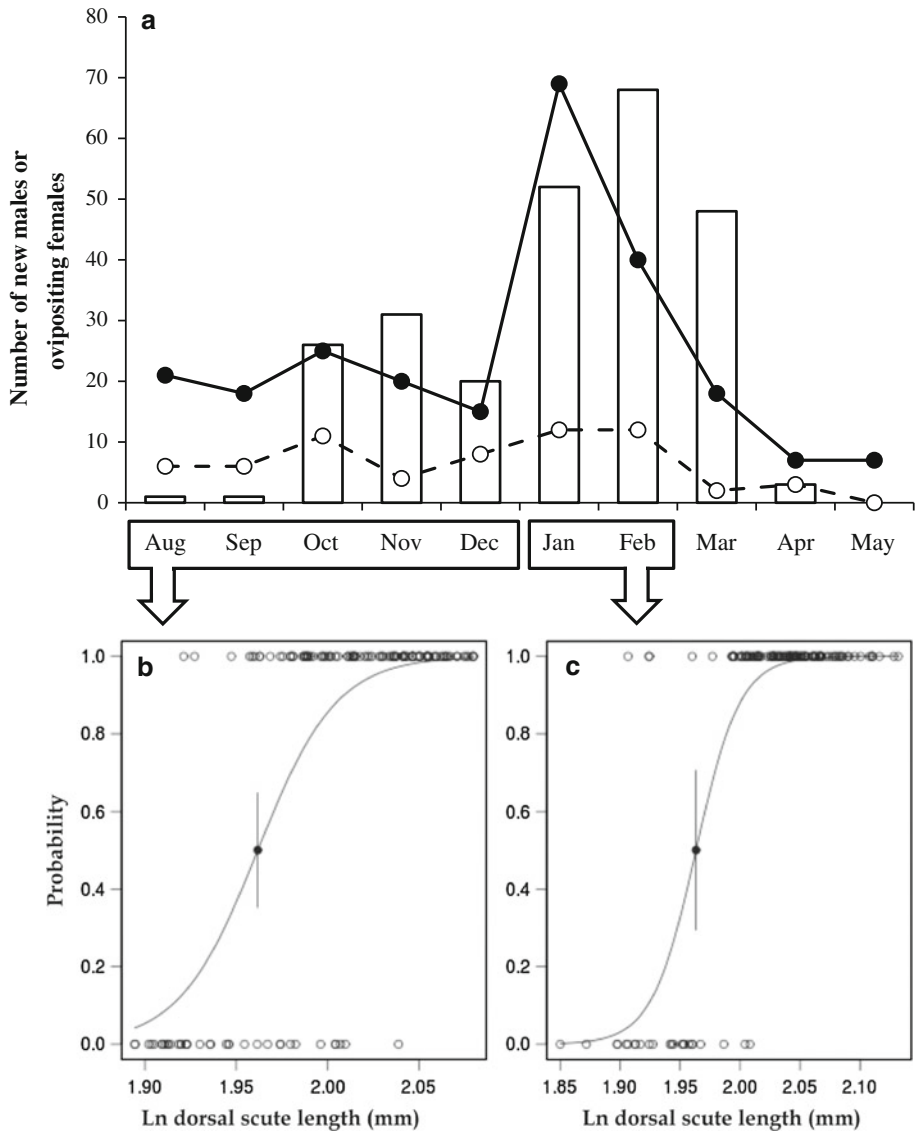 a
80
70
60
50
40
30
20
10
0
Number of new males or
ovipositing females
Aug Sep Oct Nov Dec Jan Feb Mar Apr May
b
1.0
0.8
0.6
0.4
0.2
0.0
Probability
1.90 1.95 2.00 2.05
Ln dorsal scute length (mm)
c
1.0
0.8
0.6
0.4
0.2
0.0
1.85 1.90 1.95 2.00 2.05 2.10
Ln dorsal scute length (mm)